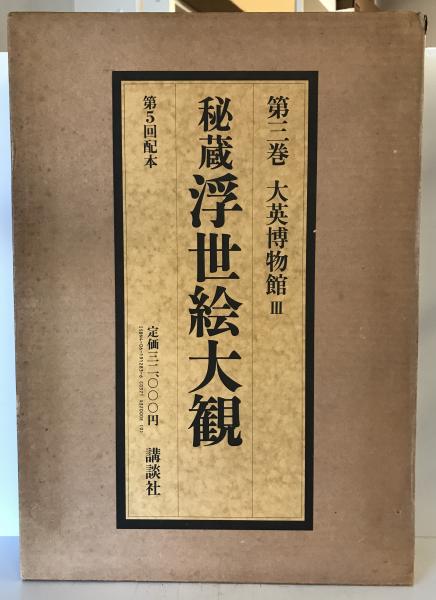 第三巻 大英博物館 III
秘蔵浮世絵大観
第5回配本
定価三二、〇〇〇円
講談社